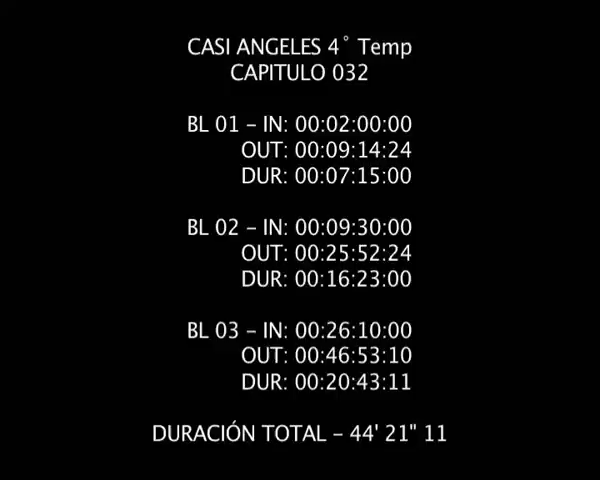 CASI ANGELES 4° Temp
CAPITULO 032
BL 01 – IN: 00:02:00:00
OUT: 00:09:14:24
DUR: 00:07:15:00
BL 02 – IN: 00:09:30:00
OUT: 00:25:52:24
DUR: 00:16:23:00
BL 03 – IN: 00:26:10:00
OUT: 00:46:53:10
DUR: 00:20:43:11
DURACIÓN TOTAL – 44' 21" 11